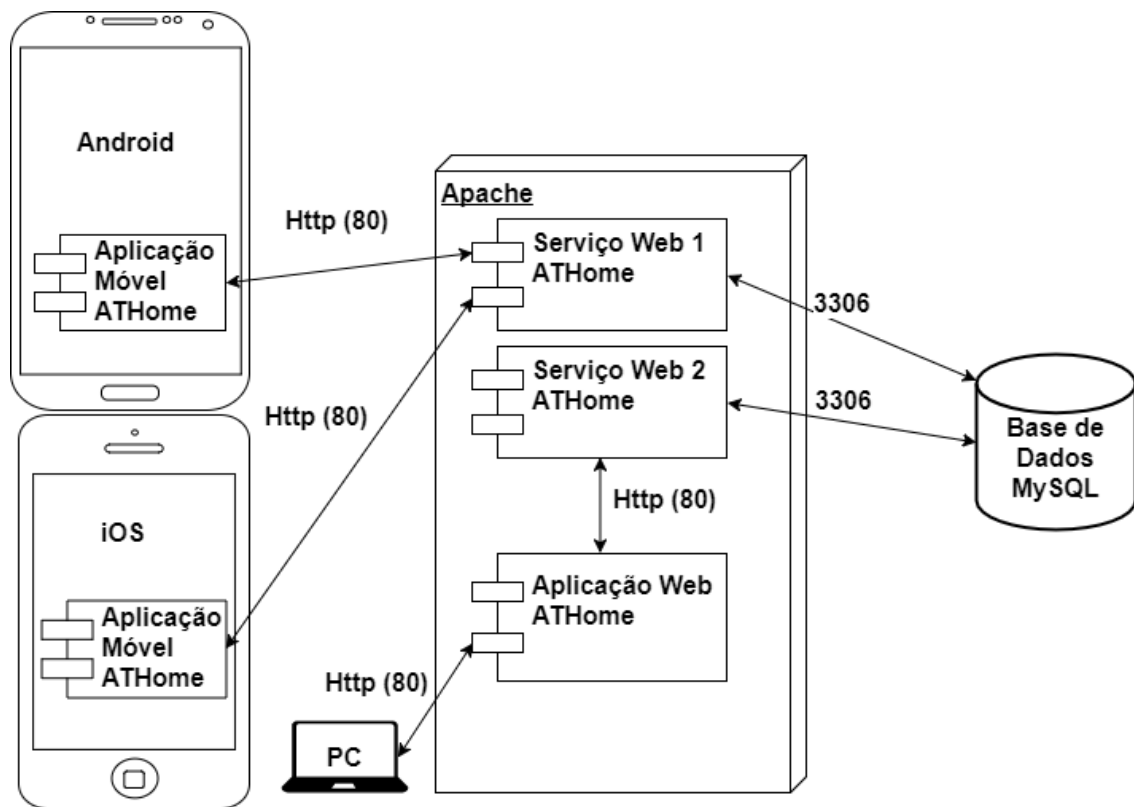 Android
Aplicação
Móvel
ATHome
Http (80)
Apache
Serviço Web 1
ATHome
3306
Serviço Web 2
ATHome
3306
Base de
Dados
MySQL
Http (80)
Http (80)
iOS
Aplicação
Móvel
ATHome
Aplicação Web
ATHome
Http (80)
PC